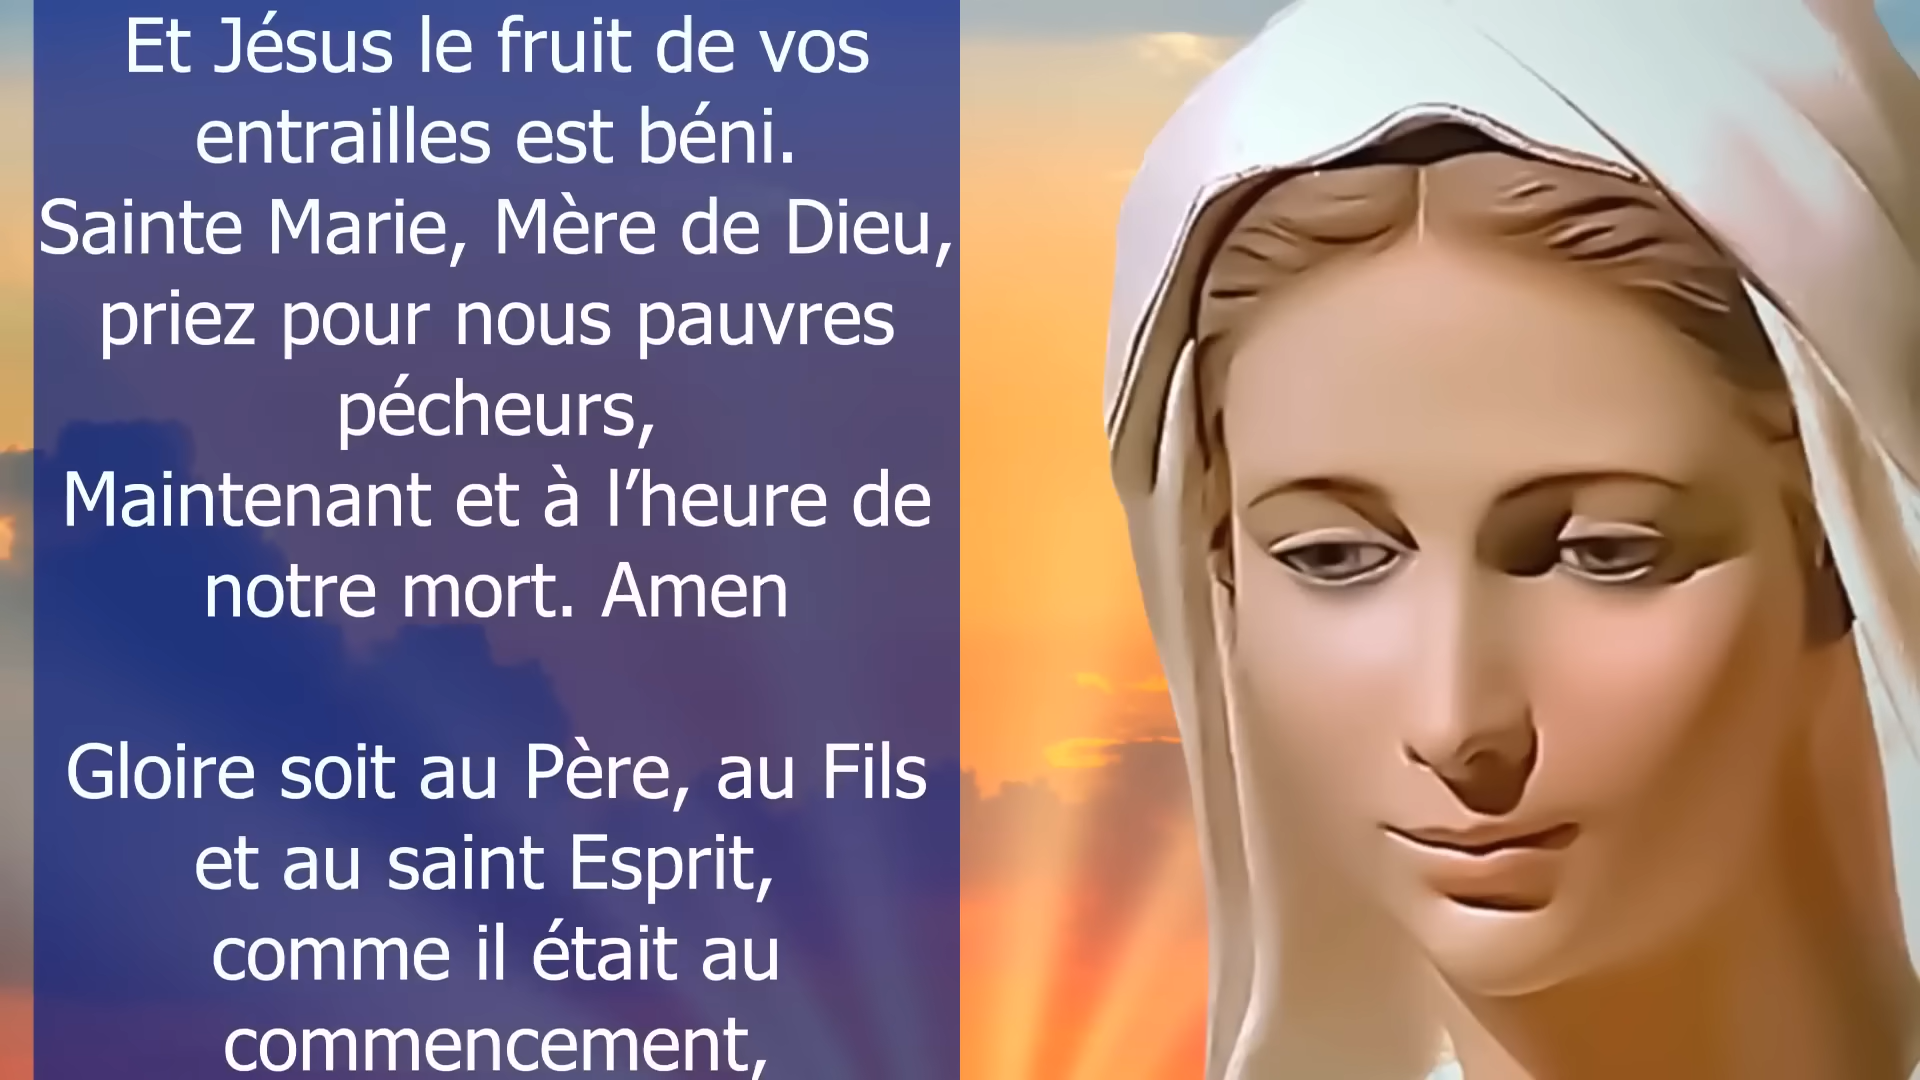 Et Jésus le fruit de vos
entrailles est béni.
Sainte Marie, Mère de Dieu,
priez pour nous pauvres
pécheurs,
Maintenant et à l’heure de
notre mort. Amen
Gloire soit au Père, au Fils
et au saint Esprit,
comme il était au
commencement,